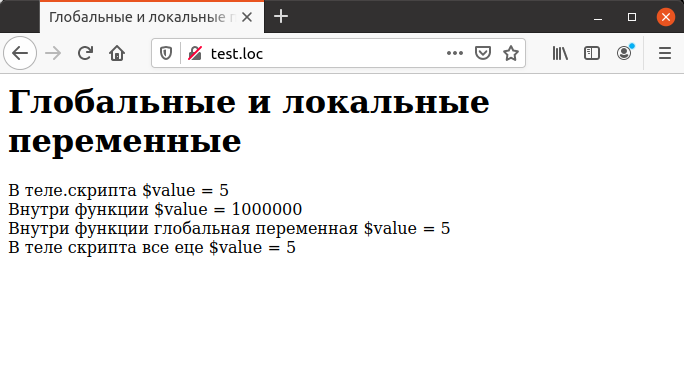 Глобальные и локальные
test.loc
Глобальные и локальные
переменные
В теле.скрипта $value = 5
Внутри функции $value = 1000000
Внутри функции глобальная переменная $value = 5
В теле скрипта все еце $value = 5